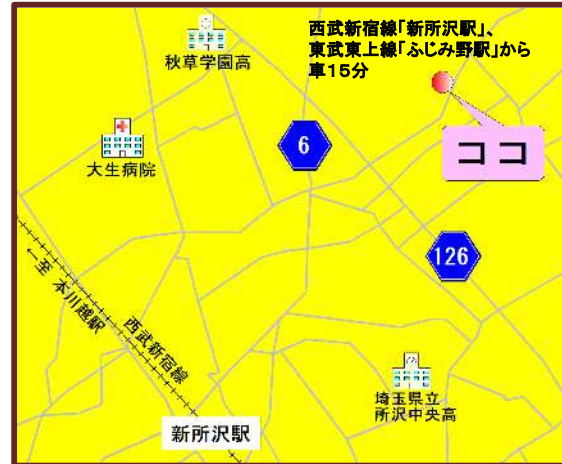 西武新宿線「新所沢駅」、
東武東上線「ふじみ野駅」から
車15分
秋草学園高
6
大生病院
ココ
126
←至 本川越駅
西武新宿線
埼玉県立
所沢中央高
新所沢駅